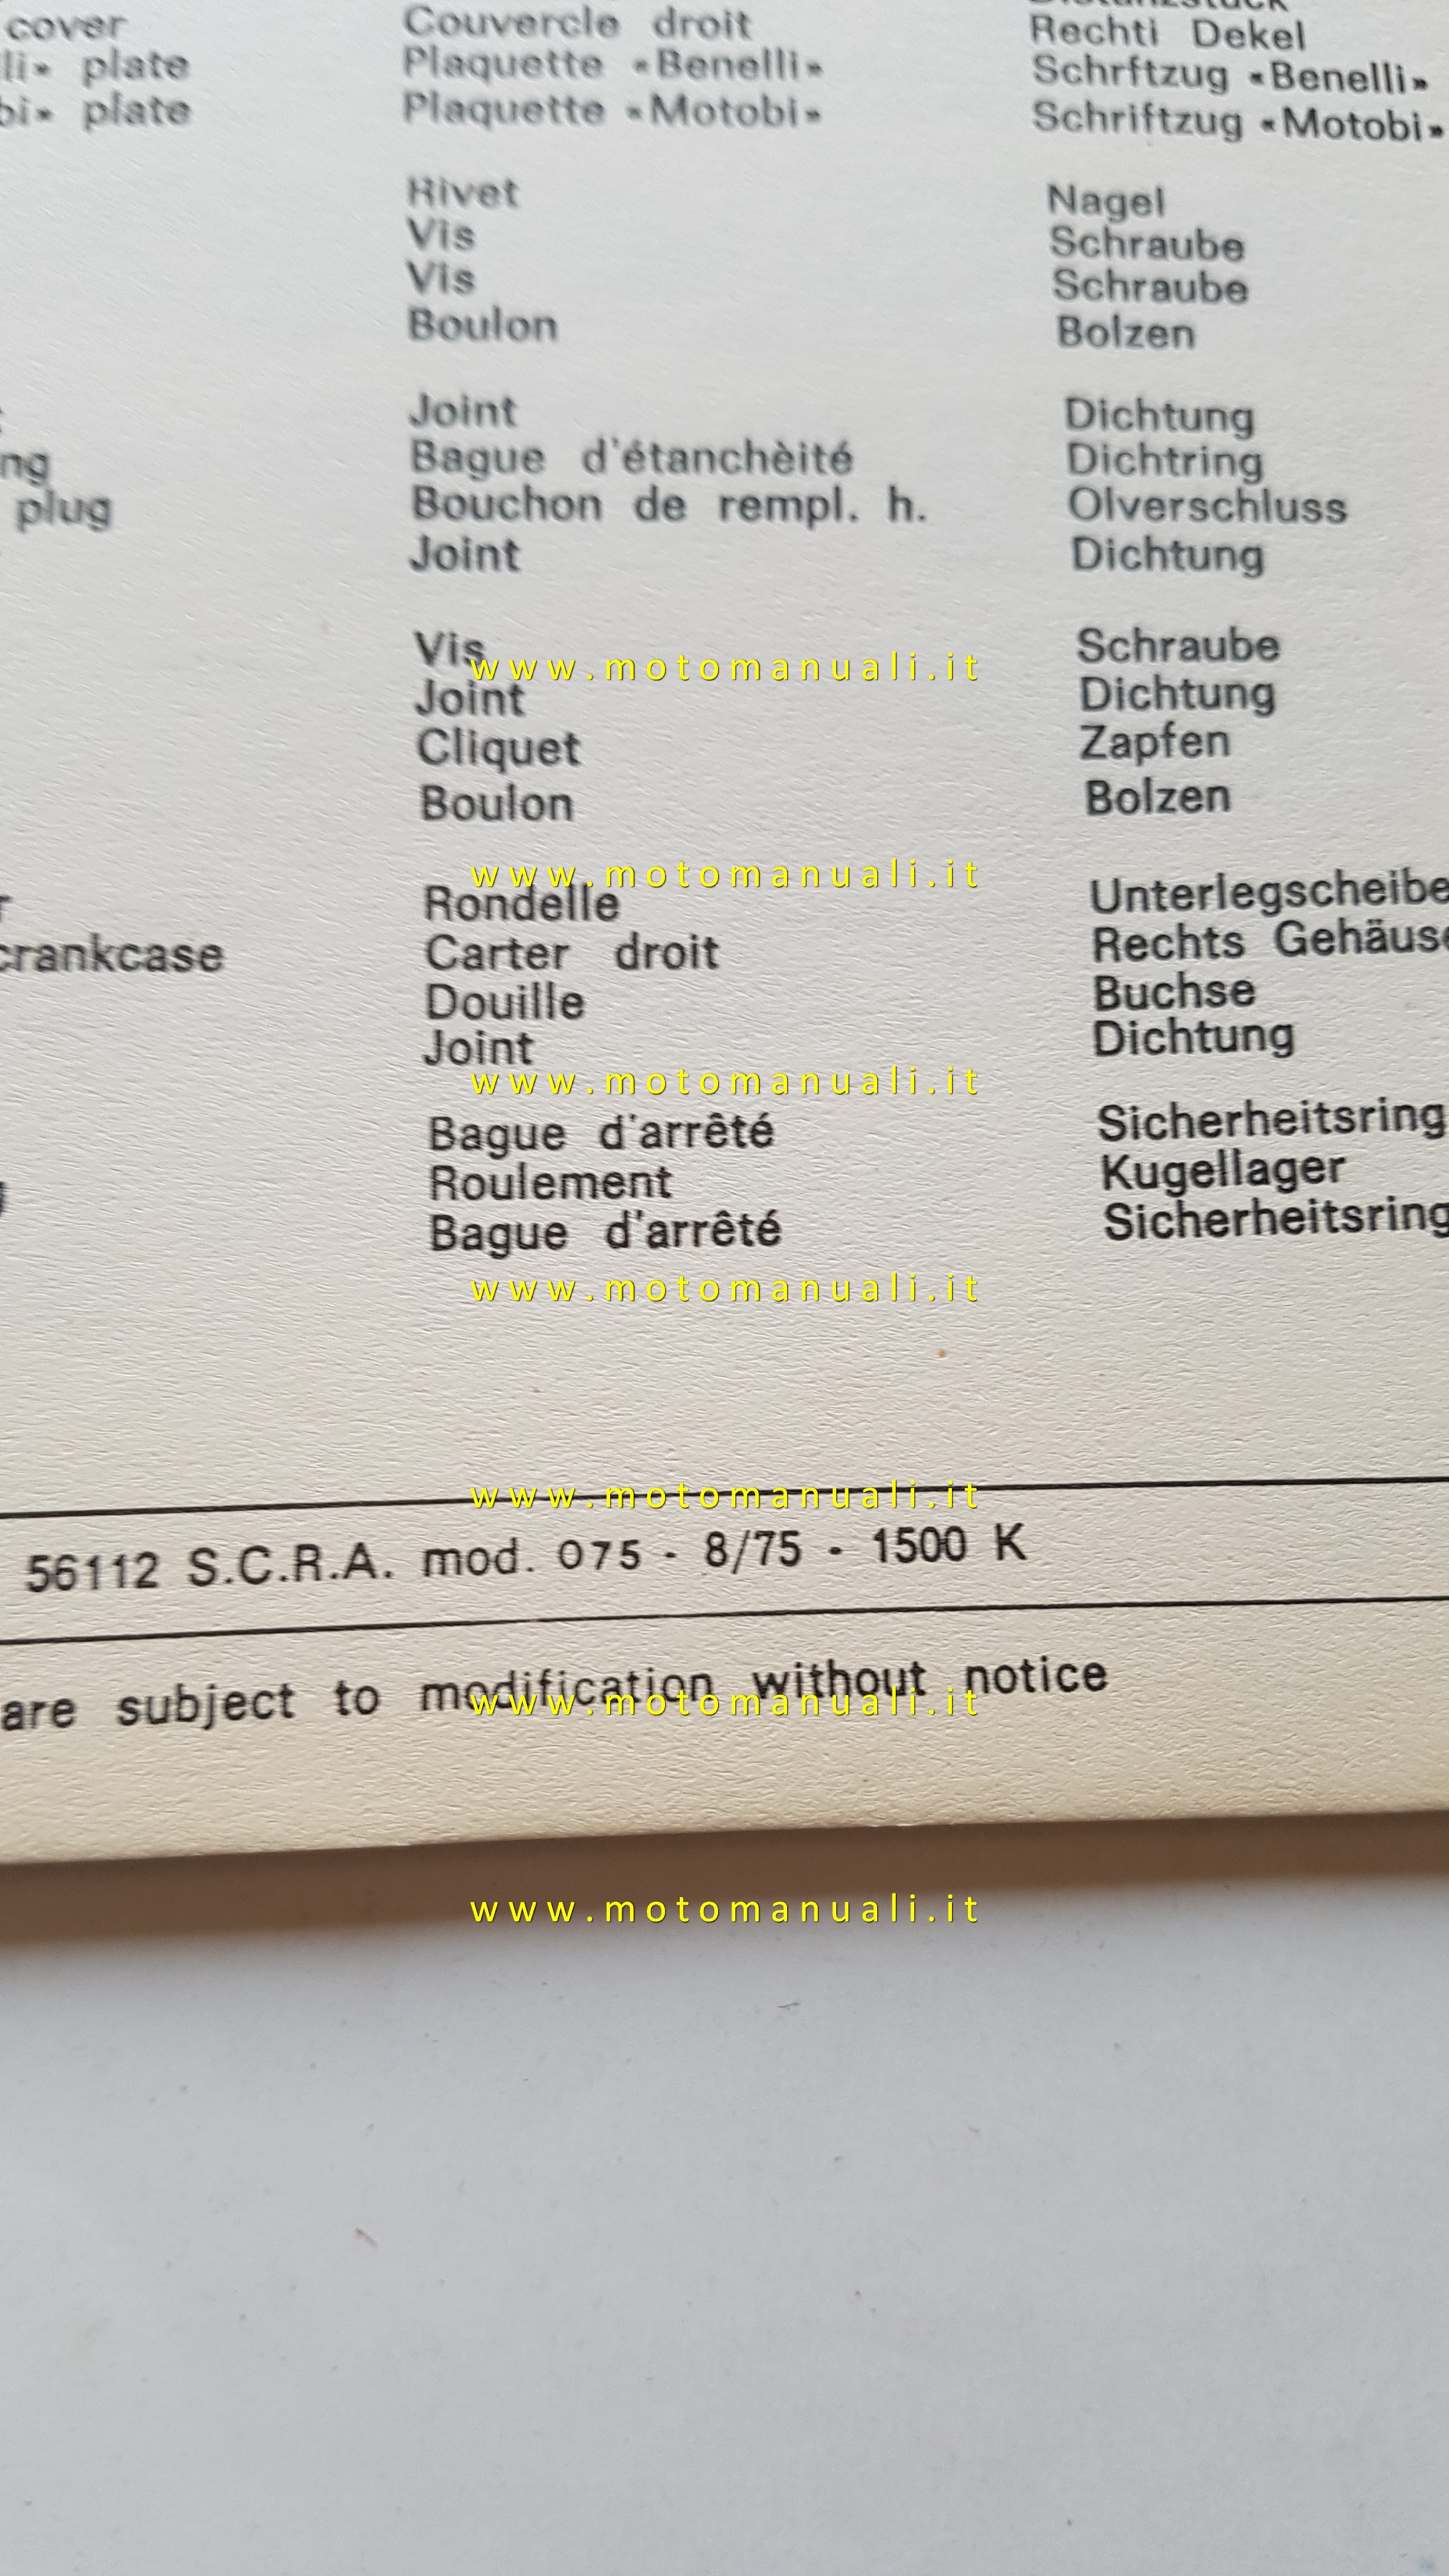 cover Couvercle droit Rechti Dekel
plate Plaquette «Benelli» Schrftzug «Benelli»
plate Plaquette «Motobi» Schriftzug «Motobi»
Rivet Nagel
Vis Schraube
Vis Schraube
Boulon Bolzen
Joint Dichtung
Bague d'étanchèité Dichtring
plug Bouchon de rempl. h. Olverschluss
Joint Dichtung
Vis Schraube
www.motomanuali.it
Joint Dichtung
Cliquet Zapfen
Boulon Bolzen
www.motomanuali.it
Rondelle Unterlegscheibe
crankcase Carter droit Rechts Gehäuse
Douille Buchse
Joint Dichtung
www.motomanuali.it
Bague d'arrêté Sicherheitsring
Roulement Kugellager
Bague d'arrêté Sicherheitsring
www.motomanuali.it
www.motomanuali.it
56112 S.C.R.A. mod. 075 - 8/75 - 1500 K
are subject to modification without notice
www.motomanuali.it
www.motomanuali.it